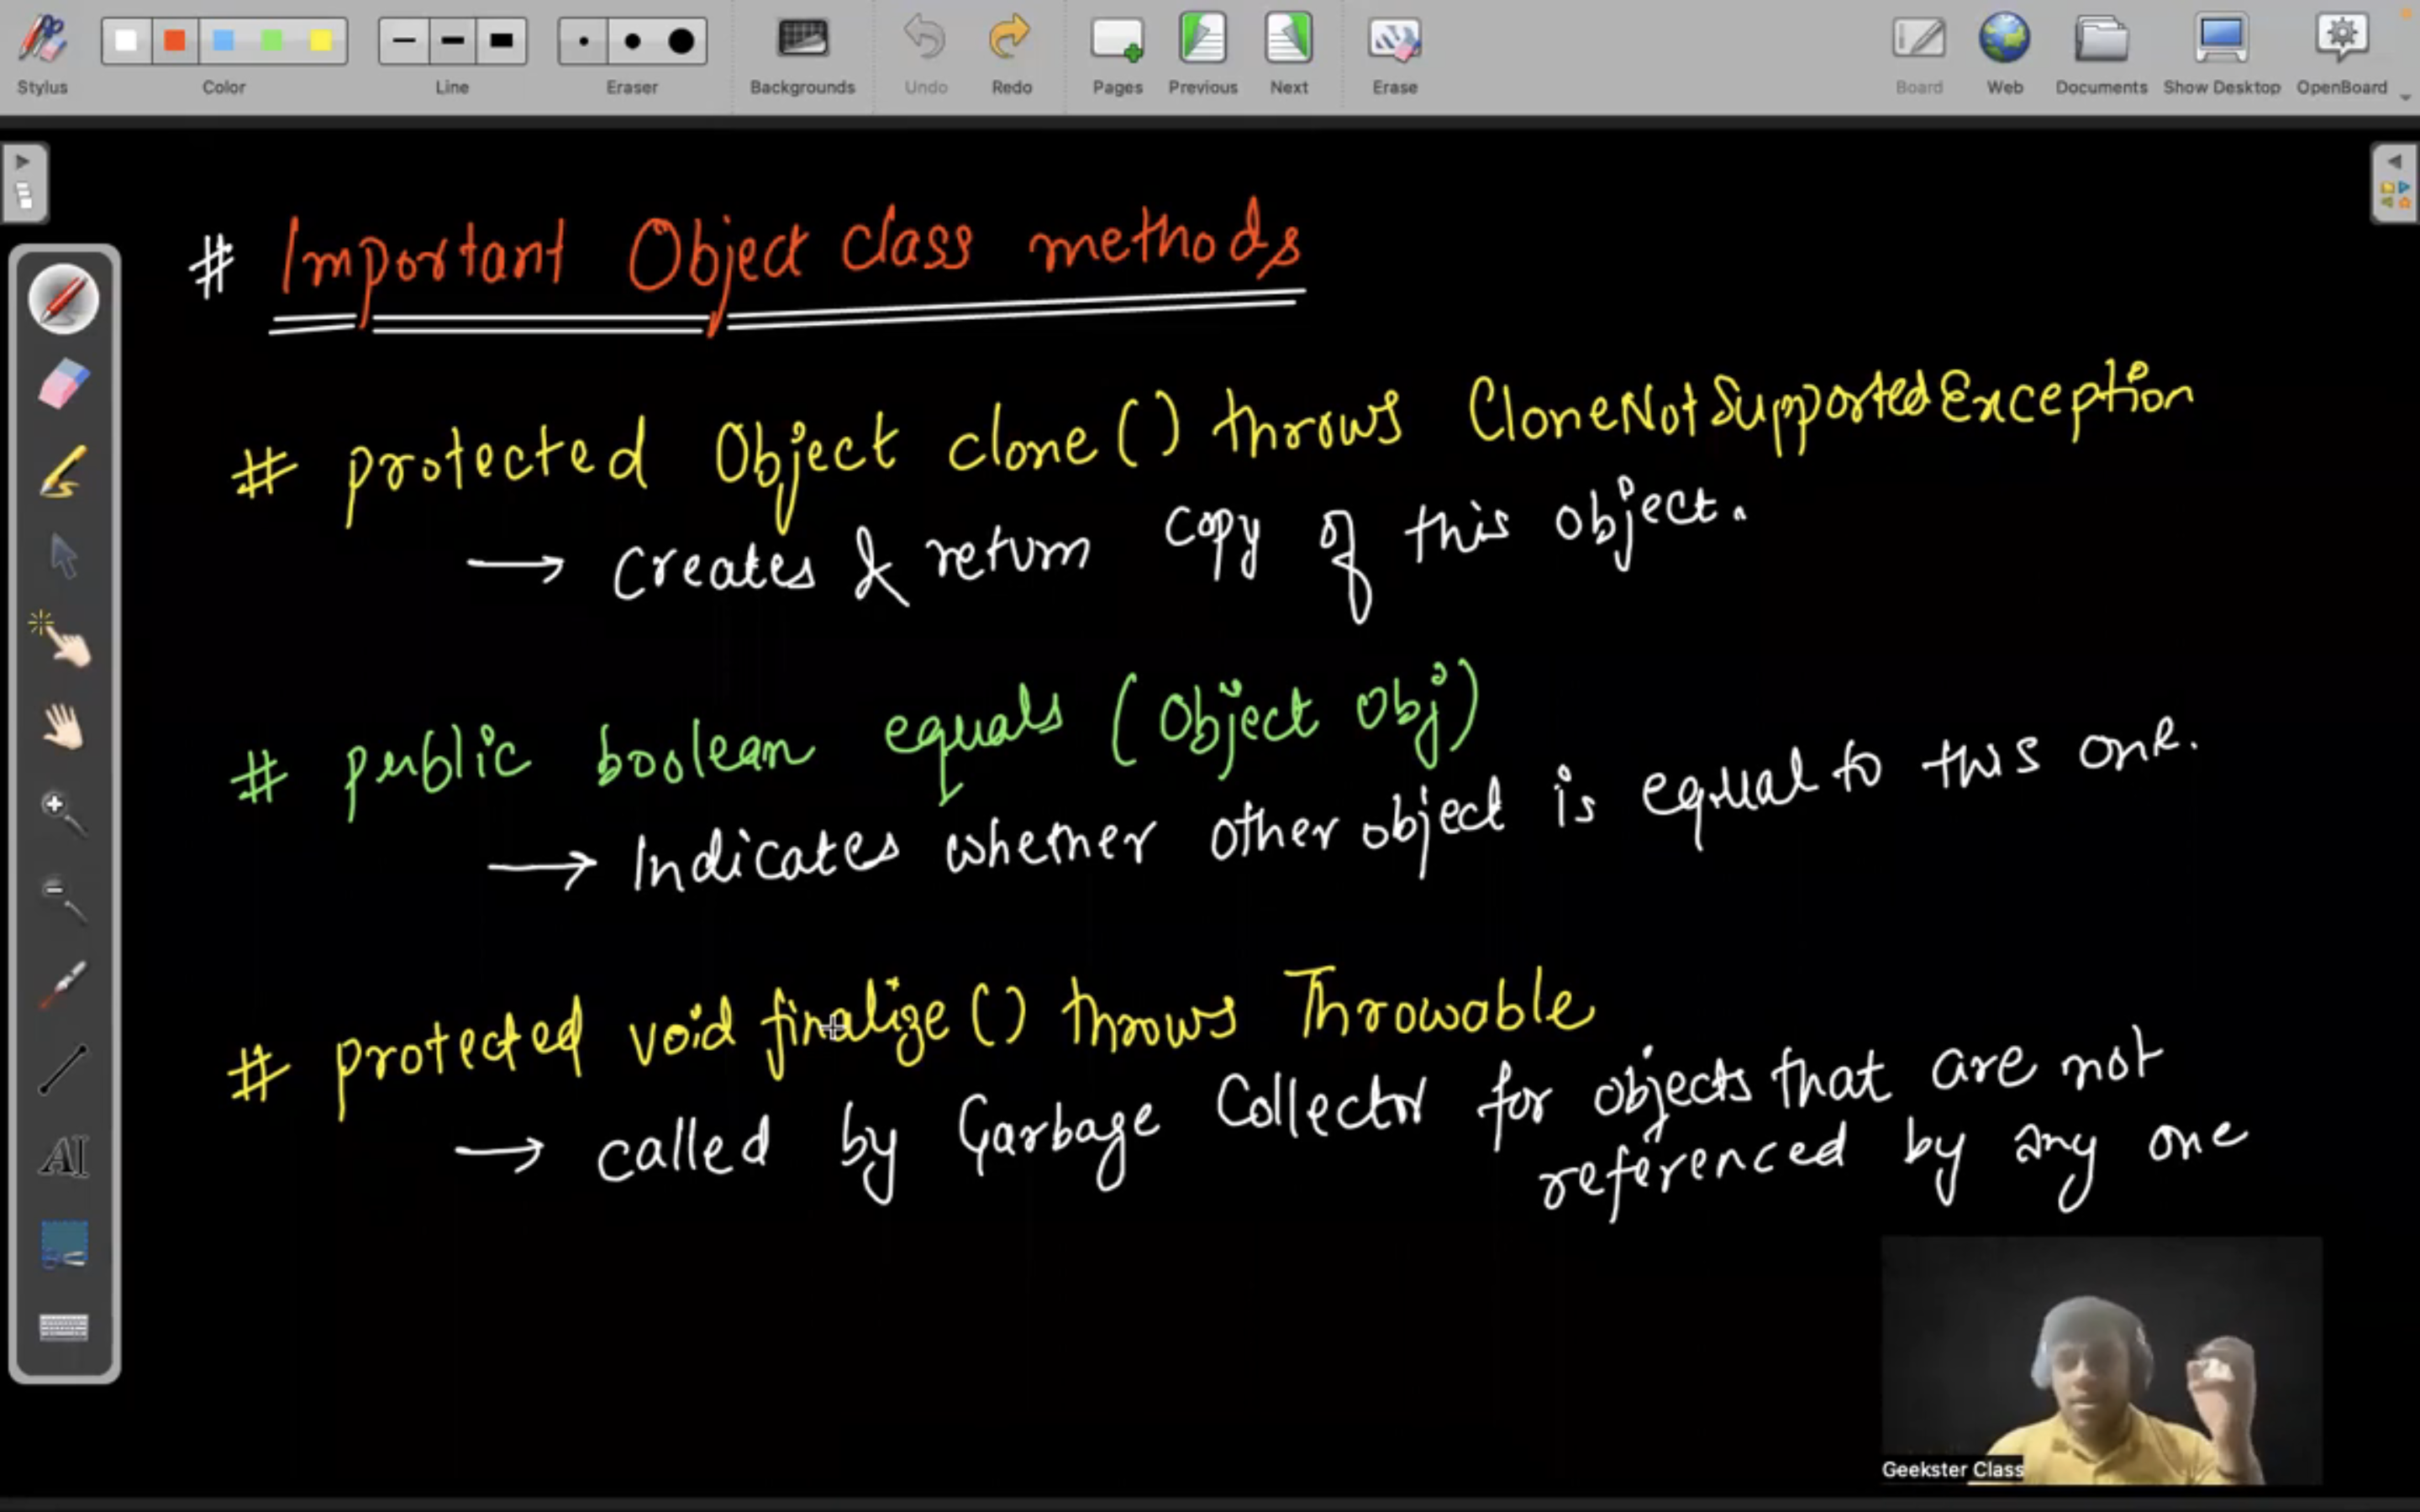 Stylus Color Line Eraser Backgrounds Undo Redo Pages Previous Next Erase Board Web Documents Show Desktop OpenBoard
# Important Object class methods
# protected Object clone() throws CloneNotSupportedException
→ creates & return copy of this object.
# public boolean equals (Object obj)
→ Indicates whether other object is equal to this one.
# protected void finalize() throws Throwable
→ called by Garbage Collector for objects that are not
referenced by any one
AI
Geekster Class